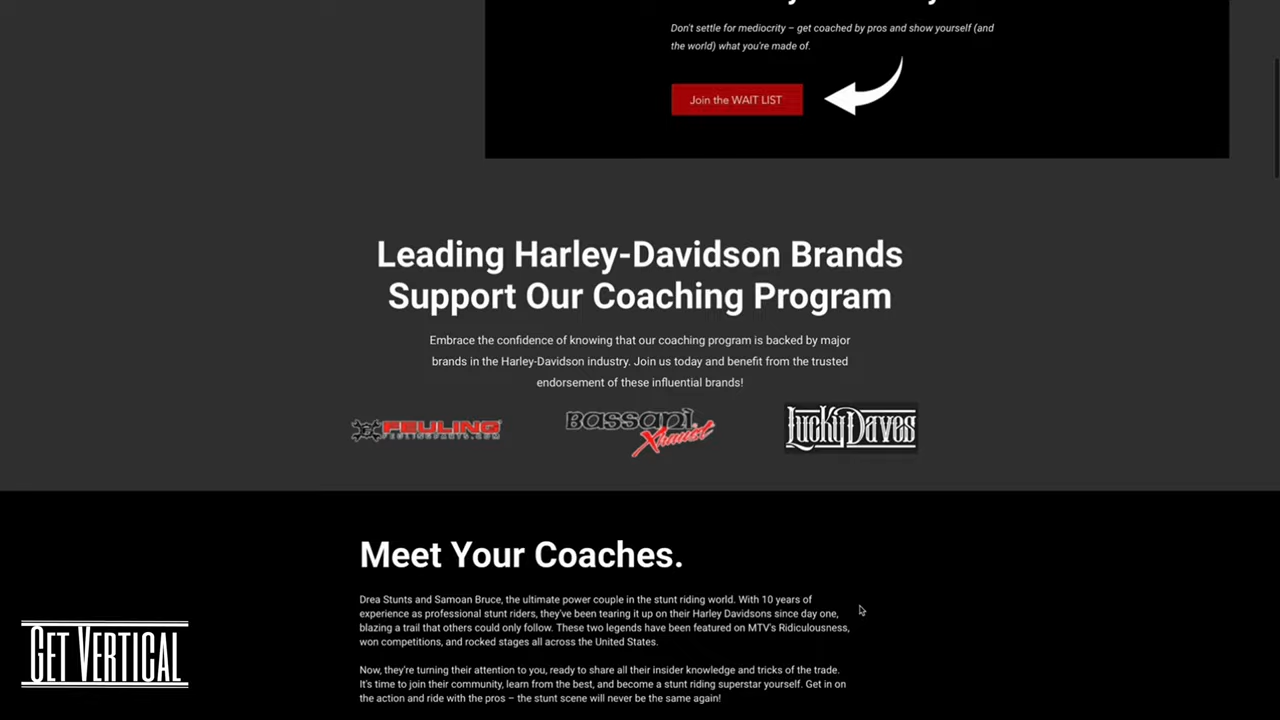 Don't settle for mediocrity – get coached by pros and show yourself (and
the world) what you're made of.
Join the WAIT LIST
Leading Harley-Davidson Brands
Support Our Coaching Program
Embrace the confidence of knowing that our coaching program is backed by major
brands in the Harley-Davidson industry. Join us today and benefit from the trusted
endorsement of these influential brands!
FEULING
BASSANI
Xhaust
LUCKY DAVES
Meet Your Coaches.
Drea Stunts and Samoan Bruce, the ultimate power couple in the stunt riding world. With 10 years of
experience as professional stunt riders, they've been tearing it up on their Harley Davidsons since day one,
blazing a trail that others could only follow. These two legends have been featured on MTV's Ridiculousness,
won competitions, and rocked stages all across the United States.
Now, they're turning their attention to you, ready to share all their insider knowledge and tricks of the trade.
It's time to join their community, learn from the best, and become a stunt riding superstar yourself. Get in on
the action and ride with the pros – the stunt scene will never be the same again!
GET VERTICAL